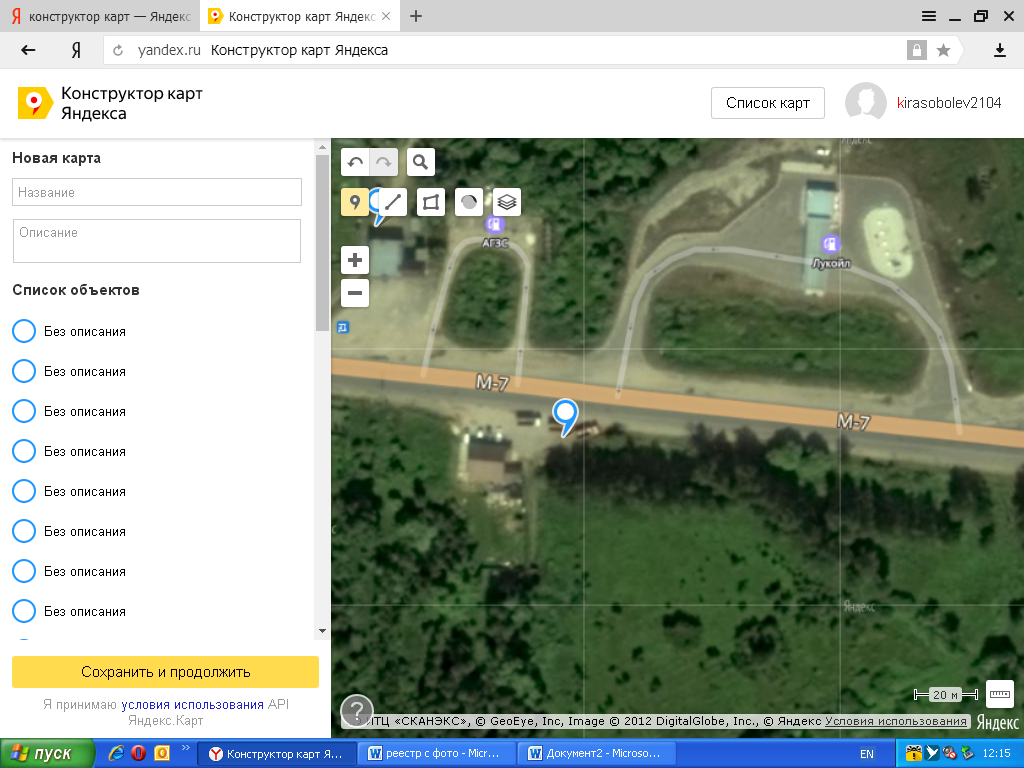 конструктор карт — Яндекс
Конструктор карт Яндекс
yandex.ru Конструктор карт Яндекса
Конструктор карт
Яндекса
Список карт
kirasobolev2104
Новая карта
Название
Описание
Список объектов
Без описания
Без описания
Без описания
Без описания
Без описания
Без описания
Без описания
Без описания
Сохранить и продолжить
Я принимаю условия использования API
Яндекс.Карт
Яндекс
АГЗС
Лукойл
М-7
М-7
Яндекс
20 м
?
ИТЦ «СКАНЭКС», © GeoEye, Inc, Image © 2012 DigitalGlobe, Inc., © Яндекс Условия использования
Яндекс
пуск
Конструктор карт Я...
реестр с фото - Micr...
Документ2 - Microso...
EN
12:15